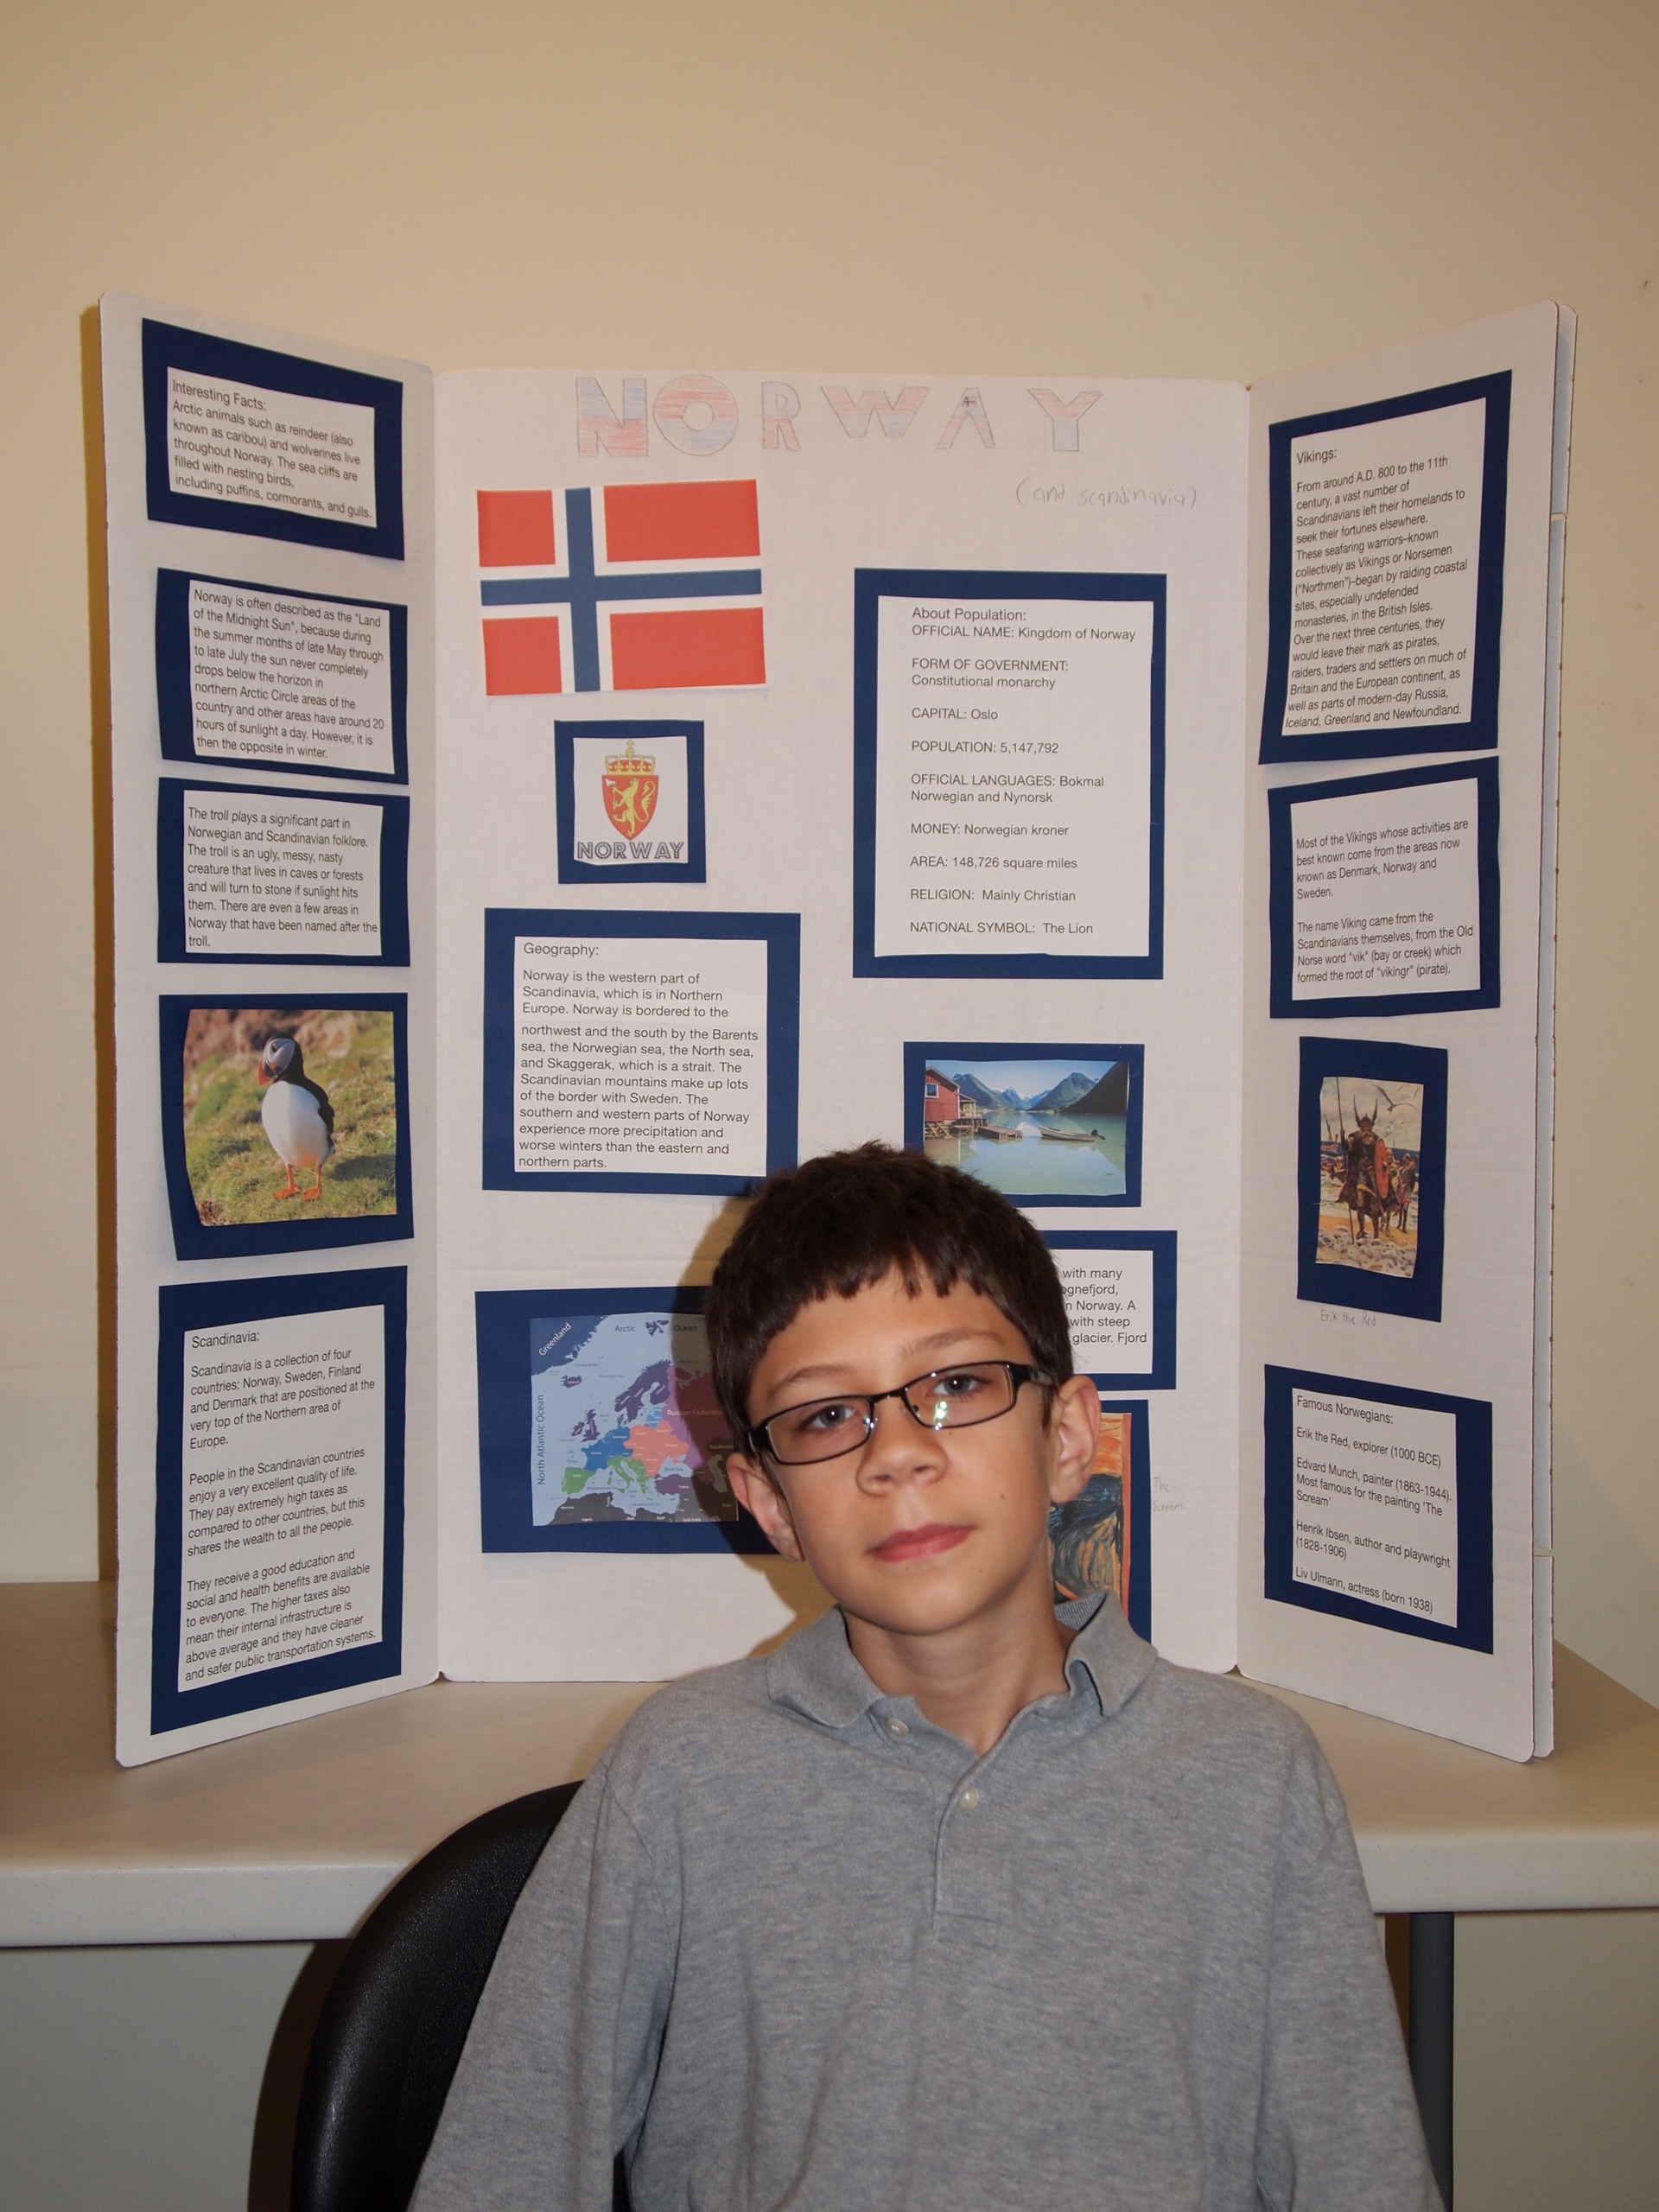 Interesting Facts:
Arctic animals such as reindeer (also
known as caribou) and wolverines live
throughout Norway. The sea cliffs are
filled with nesting birds,
including puffins, cormorants, and gulls.
Norway is often described as the "Land
of the Midnight Sun", because during
the summer months of late May through
to late July the sun never completely
drops below the horizon in
northern Arctic Circle areas of the
country and other areas have around 20
hours of sunlight a day. However, it is
then the opposite in winter.
The troll plays a significant part in
Norwegian and Scandinavian folklore.
The troll is an ugly, messy, nasty
creature that lives in caves or forests
and will turn to stone if sunlight hits
them. There are even a few areas in
Norway that have been named after the
troll.
Scandinavia:
Scandinavia is a collection of four
countries: Norway, Sweden, Finland
and Denmark that are positioned at the
very top of the Northern area of
Europe.
People in the Scandinavian countries
enjoy a very excellent quality of life.
They pay extremely high taxes as
compared to other countries, but this
shares the wealth to all the people.
They receive a good education and
social and health benefits are available
to everyone. The higher taxes also
mean their internal infrastructure is
above average and they have cleaner
and safer public transportation systems.
NORWAY
(and scandinavia)
NORWAY
Geography:
Norway is the western part of
Scandinavia, which is in Northern
Europe. Norway is bordered to the
northwest and the south by the Barents
sea, the Norwegian sea, the North sea,
and Skaggerak, which is a strait. The
Scandinavian mountains make up lots
of the border with Sweden. The
southern and western parts of Norway
experience more precipitation and
worse winters than the eastern and
northern parts.
Greenland
Arctic Ocean
North Atlantic Ocean
Russian Federation
About Population:
OFFICIAL NAME: Kingdom of Norway
FORM OF GOVERNMENT:
Constitutional monarchy
CAPITAL: Oslo
POPULATION: 5,147,792
OFFICIAL LANGUAGES: Bokmal
Norwegian and Nynorsk
MONEY: Norwegian kroner
AREA: 148,726 square miles
RELIGION: Mainly Christian
NATIONAL SYMBOL: The Lion
with many
ognefjord,
n Norway. A
with steep
glacier. Fjord
The
Scream
Vikings:
From around A.D. 800 to the 11th
century, a vast number of
Scandinavians left their homelands to
seek their fortunes elsewhere.
These seafaring warriors–known
collectively as Vikings or Norsemen
("Northmen")–began by raiding coastal
sites, especially undefended
monasteries, in the British Isles.
Over the next three centuries, they
would leave their mark as pirates,
raiders, traders and settlers on much of
Britain and the European continent, as
well as parts of modern-day Russia,
Iceland, Greenland and Newfoundland.
Most of the Vikings whose activities are
best known come from the areas now
known as Denmark, Norway and
Sweden.
The name Viking came from the
Scandinavians themselves, from the Old
Norse word "vik" (bay or creek) which
formed the root of "vikingr" (pirate).
Erik the Red
Famous Norwegians:
Erik the Red, explorer (1000 BCE)
Edvard Munch, painter (1863-1944).
Most famous for the painting 'The
Scream'
Henrik Ibsen, author and playwright
(1828-1906)
Liv Ulmann, actress (born 1938)